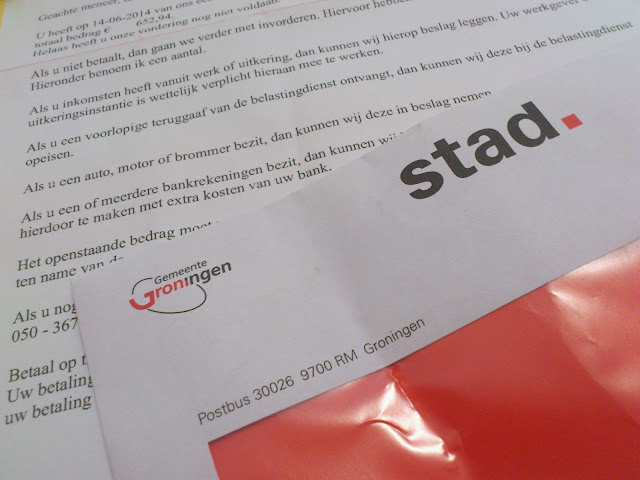 Geachte meneer,
U heeft op 14-06-2014 van ons een
totaal bedrag € 652,94.
Helaas heeft u onze vordering nog niet voldaan.
Als u niet betaalt, dan gaan we verder met invorderen. Hiervoor hebben
Hieronder benoem ik een aantal.
Als u inkomsten heeft vanuit werk of uitkering, dan kunnen wij hierop beslag leggen. Uw werkgever of
uitkeringsinstantie is wettelijk verplicht hieraan mee te werken.
Als u een voorlopige teruggaaf van de belastingdienst ontvangt, dan kunnen wij deze bij de belastingdienst
opeisen.
Als u een auto, motor of brommer bezit, dan kunnen wij deze in beslag nemen
Als u een of meerdere bankrekeningen bezit, dan kunnen wij
hierdoor te maken met extra kosten van uw bank.
Het openstaande bedrag moet
ten name van de
Als u nog
050 - 367
Betaal op t
Uw betaling
uw betaling
stad.
Gemeente
Groningen
Postbus 30026 9700 RM Groningen